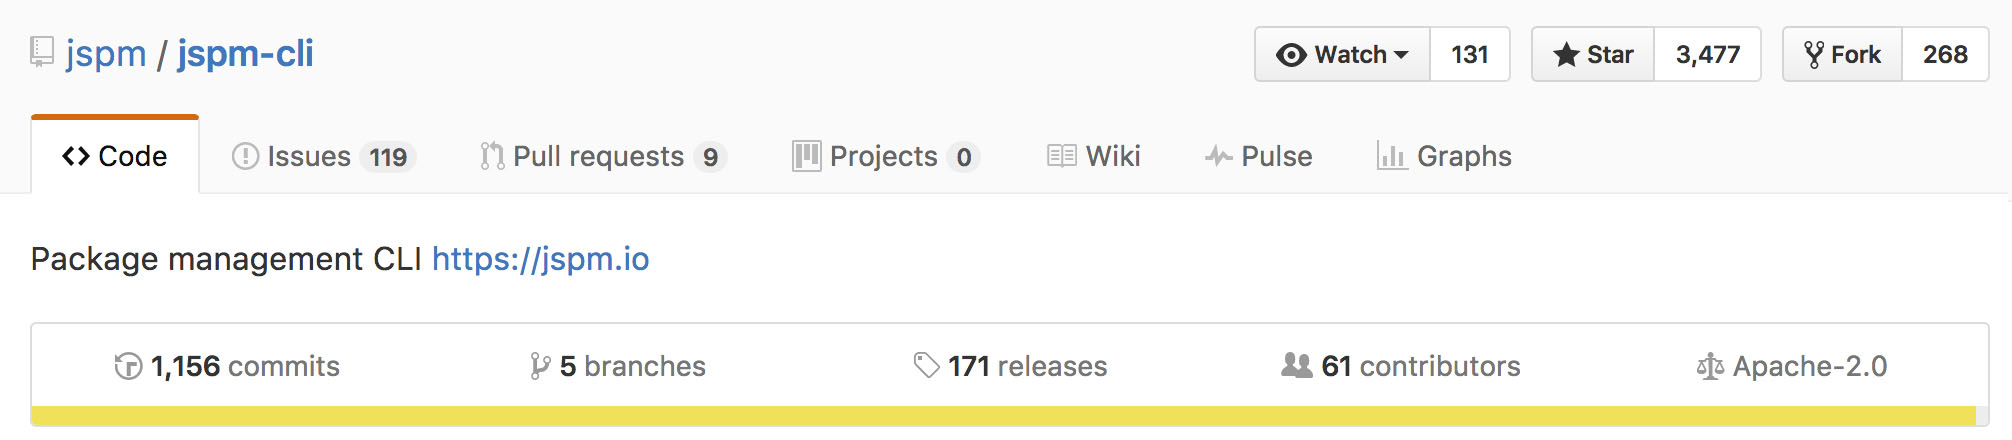 jspm / jspm-cli Watch 131 Star 3,477 Fork 268
Code Issues 119 Pull requests 9 Projects 0 Wiki Pulse Graphs
Package management CLI https://jspm.io
1,156 commits 5 branches 171 releases 61 contributors Apache-2.0